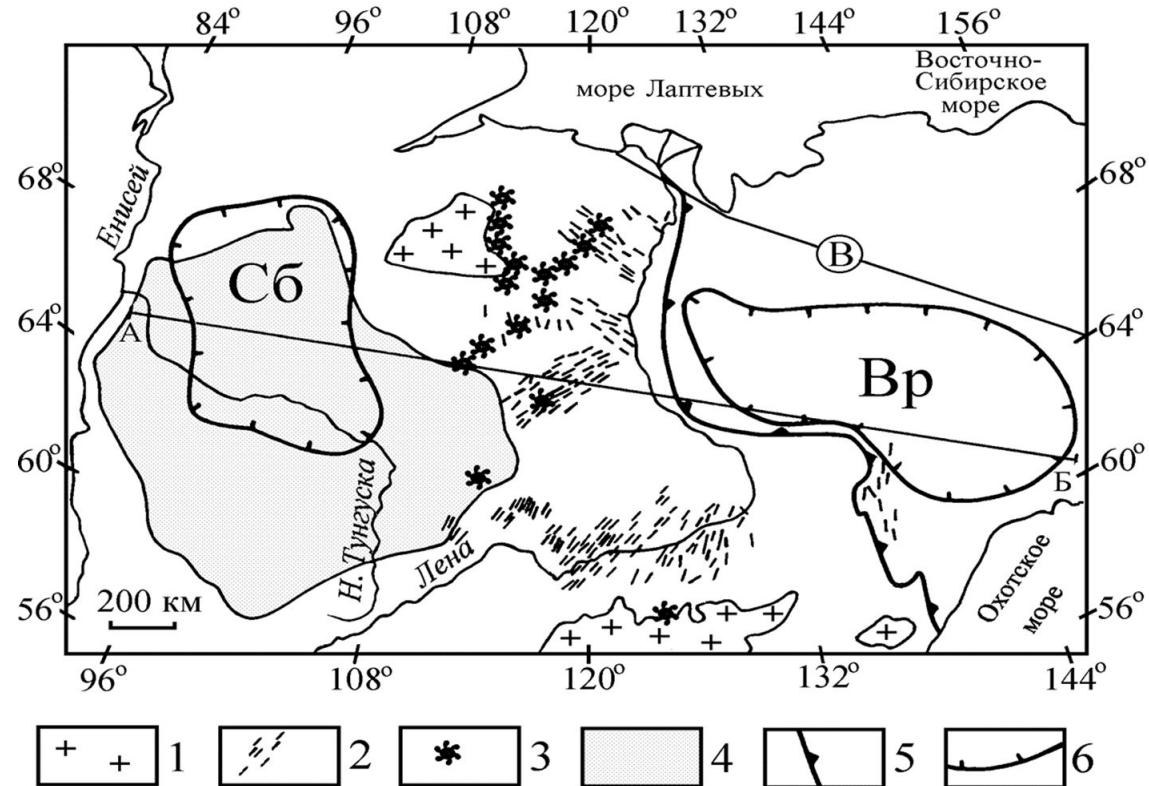 84° 96° 108° 120° 132° 144° 156°
Восточно-
Сибирское
море
море Лаптевых
68° 68°
Енисей
Сб
В
64° 64°
А
Вр
60° 60°
Б
Н. Тунгуска
Лена
Охотское
море
200 км
56° 56°
96° 108° 120° 132° 144°
1 2 3 4 5 6